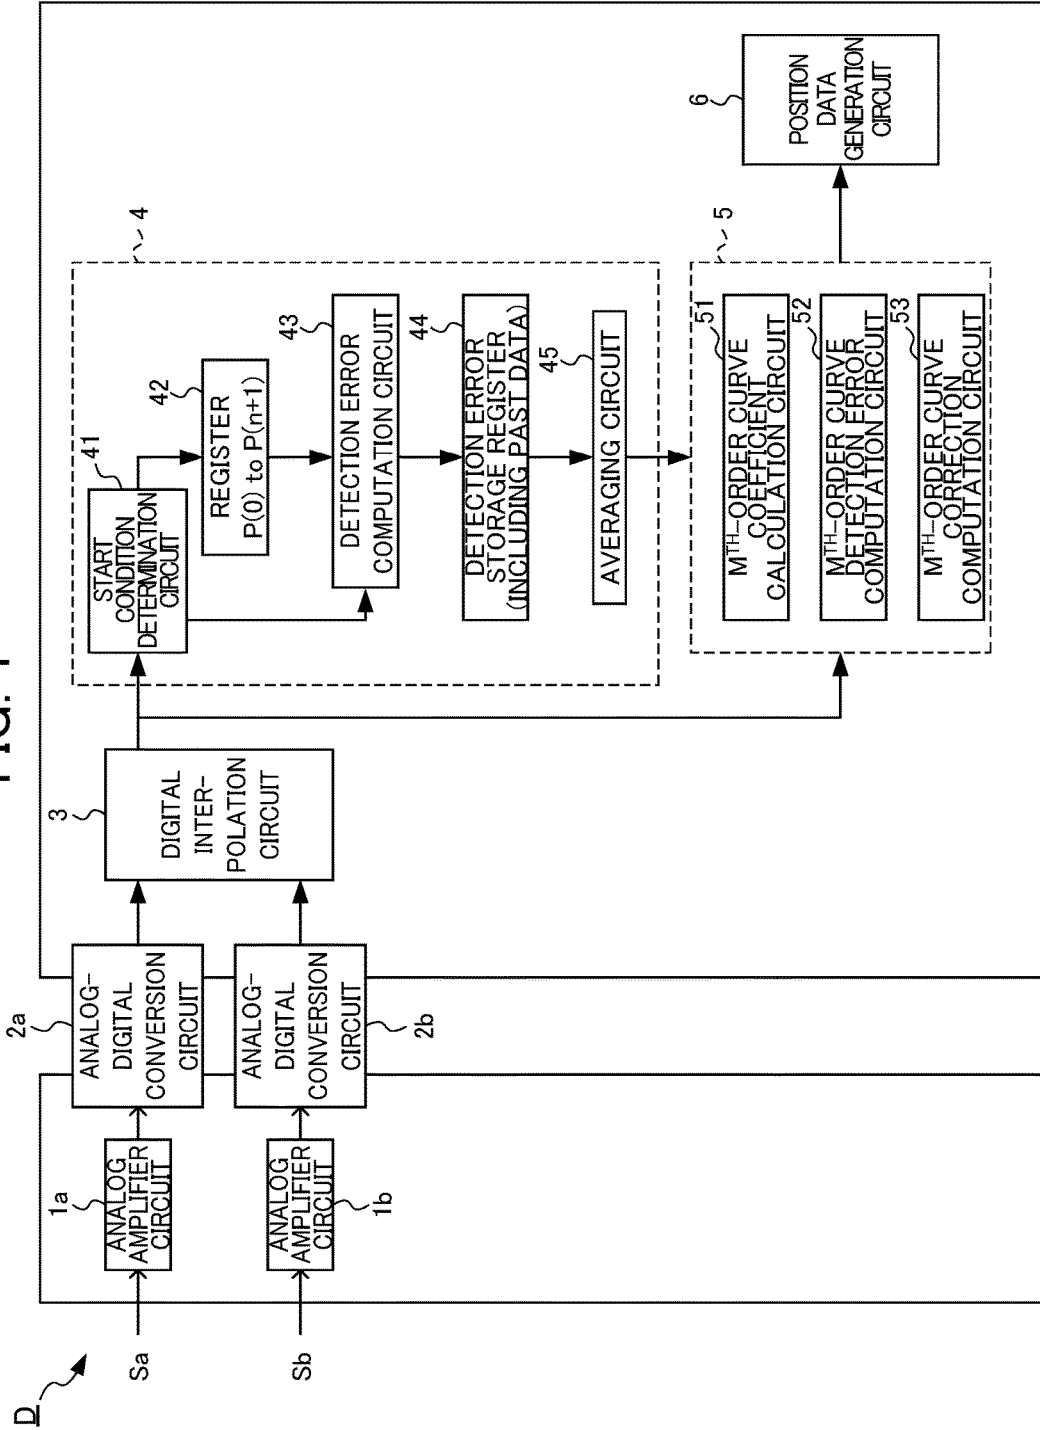 D
Sa
Sb
1a
ANALOG
AMPLIFIER
CIRCUIT
1b
ANALOG
AMPLIFIER
CIRCUIT
2a
ANALOG-
DIGITAL
CONVERSION
CIRCUIT
2b
ANALOG-
DIGITAL
CONVERSION
CIRCUIT
3
DIGITAL
INTER-
POLATION
CIRCUIT
4
41
START
CONDITION
DETERMINATION
CIRCUIT
42
REGISTER
P(0) to P(n+1)
43
DETECTION ERROR
COMPUTATION CIRCUIT
44
DETECTION ERROR
STORAGE REGISTER
(INCLUDING PAST DATA)
45
AVERAGING CIRCUIT
5
51
MTH-ORDER CURVE
COEFFICIENT
CALCULATION CIRCUIT
52
MTH-ORDER CURVE
DETECTION ERROR
COMPUTATION CIRCUIT
53
MTH-ORDER CURVE
CORRECTION
COMPUTATION CIRCUIT
6
POSITION
DATA
GENERATION
CIRCUIT